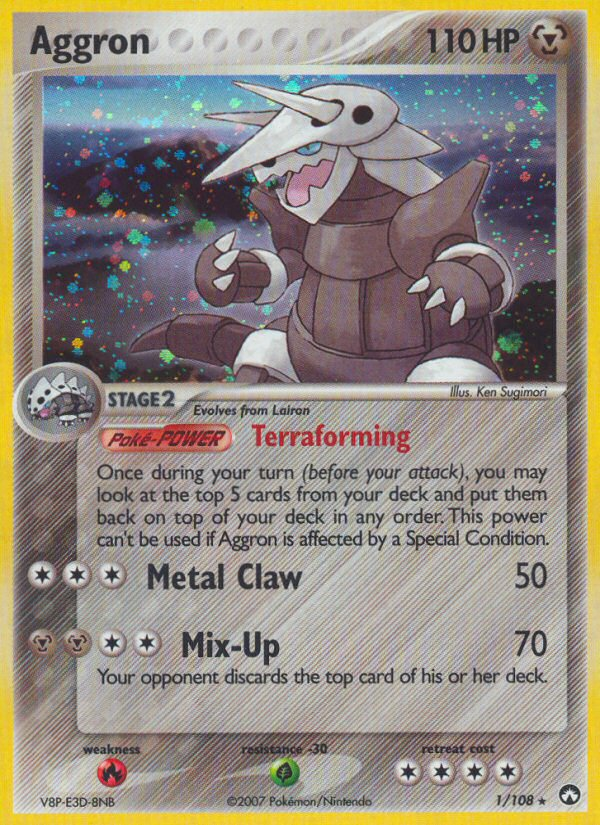 Aggron 110 HP
Illus. Ken Sugimori
STAGE 2
Evolves from Lairon
Poké-POWER Terraforming
Once during your turn (before your attack), you may
look at the top 5 cards from your deck and put them
back on top of your deck in any order. This power
can't be used if Aggron is affected by a Special Condition.
Metal Claw 50
Mix-Up 70
Your opponent discards the top card of his or her deck.
weakness resistance -30 retreat cost
V8P-E3D-8NB ©2007 Pokémon/Nintendo 1/108 ★